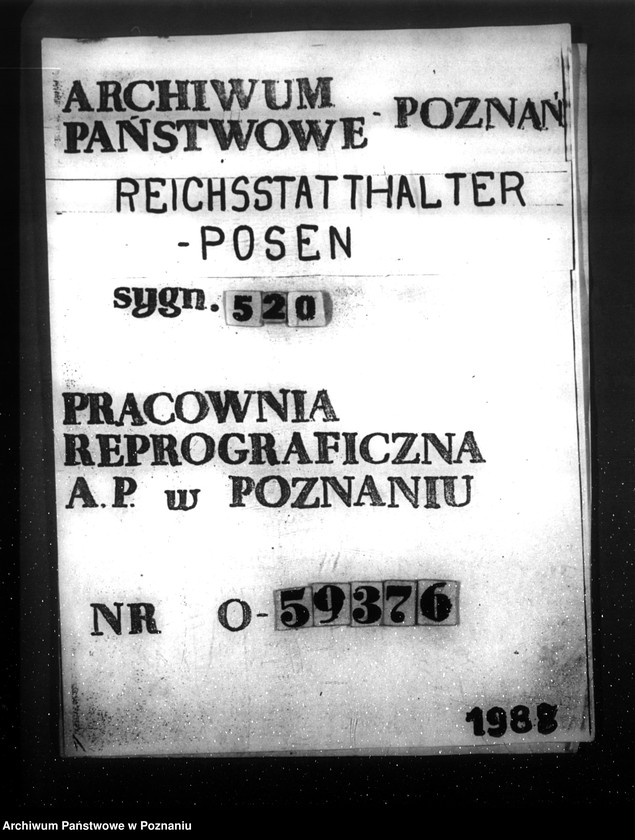 ARCHIWUM
PAŃSTWOWE - POZNAŃ
REICHSSTATTHALTER
-POSEN
sygn. 520
PRACOWNIA
REPROGRAFICZNA
A.P. w POZNANIU
NR O-59376
1988
Archiwum Państwowe w Poznaniu